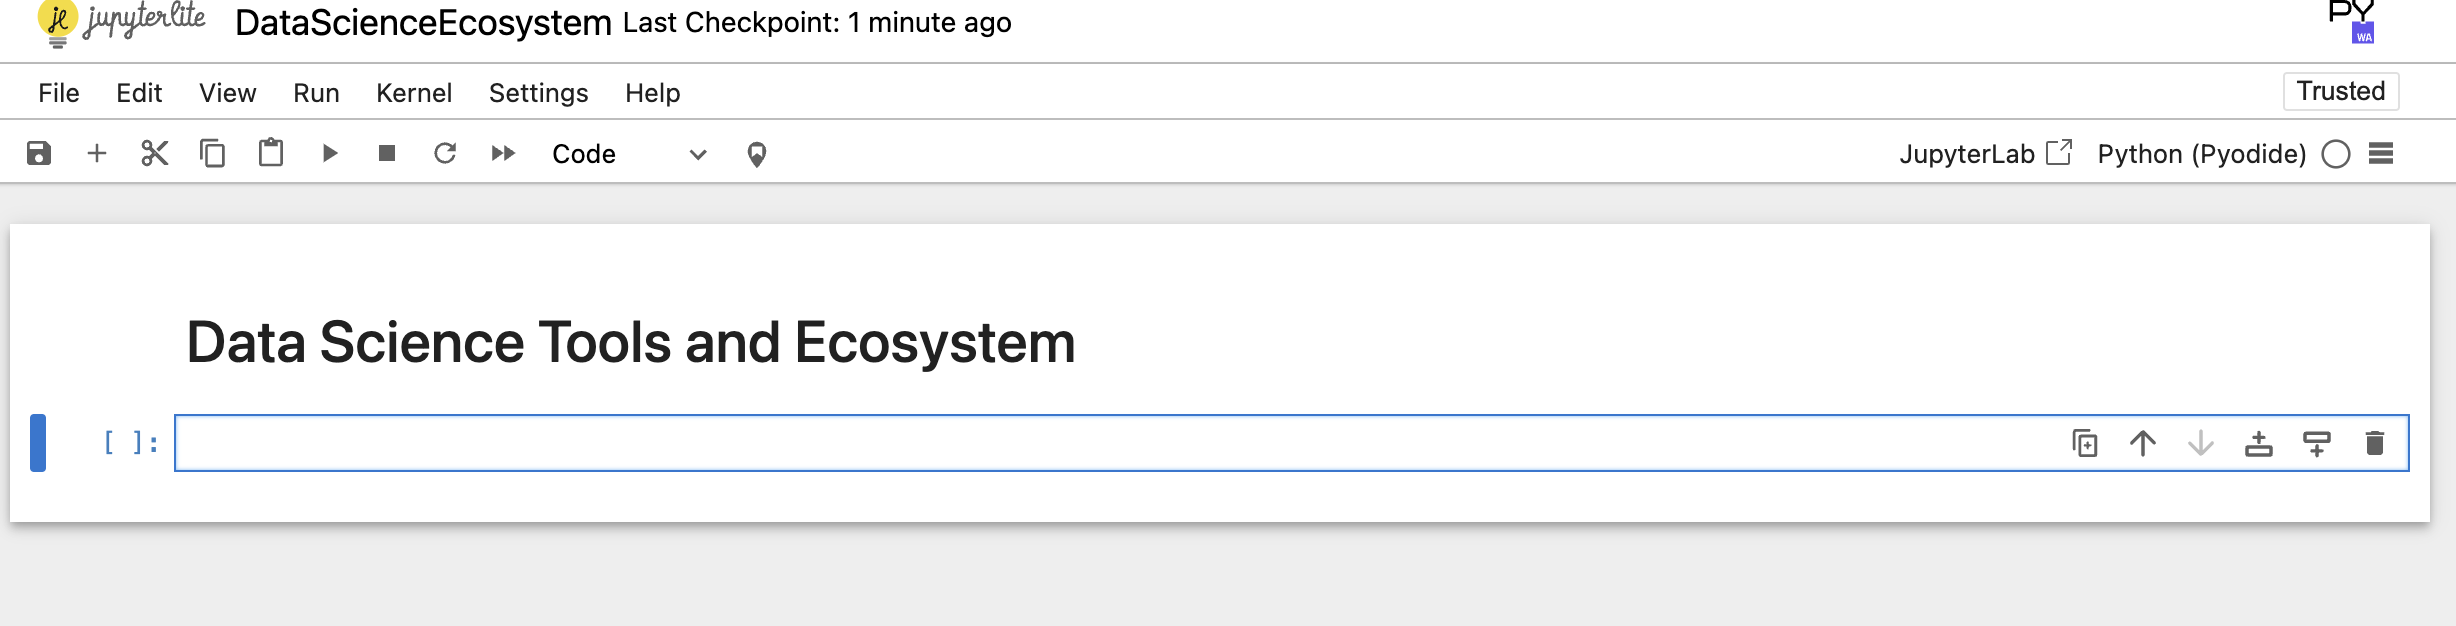 je jupyterlite DataScienceEcosystem Last Checkpoint: 1 minute ago
PY
WA
File Edit View Run Kernel Settings Help
Trusted
Code JupyterLab Python (Pyodide)
Data Science Tools and Ecosystem
[ ]: